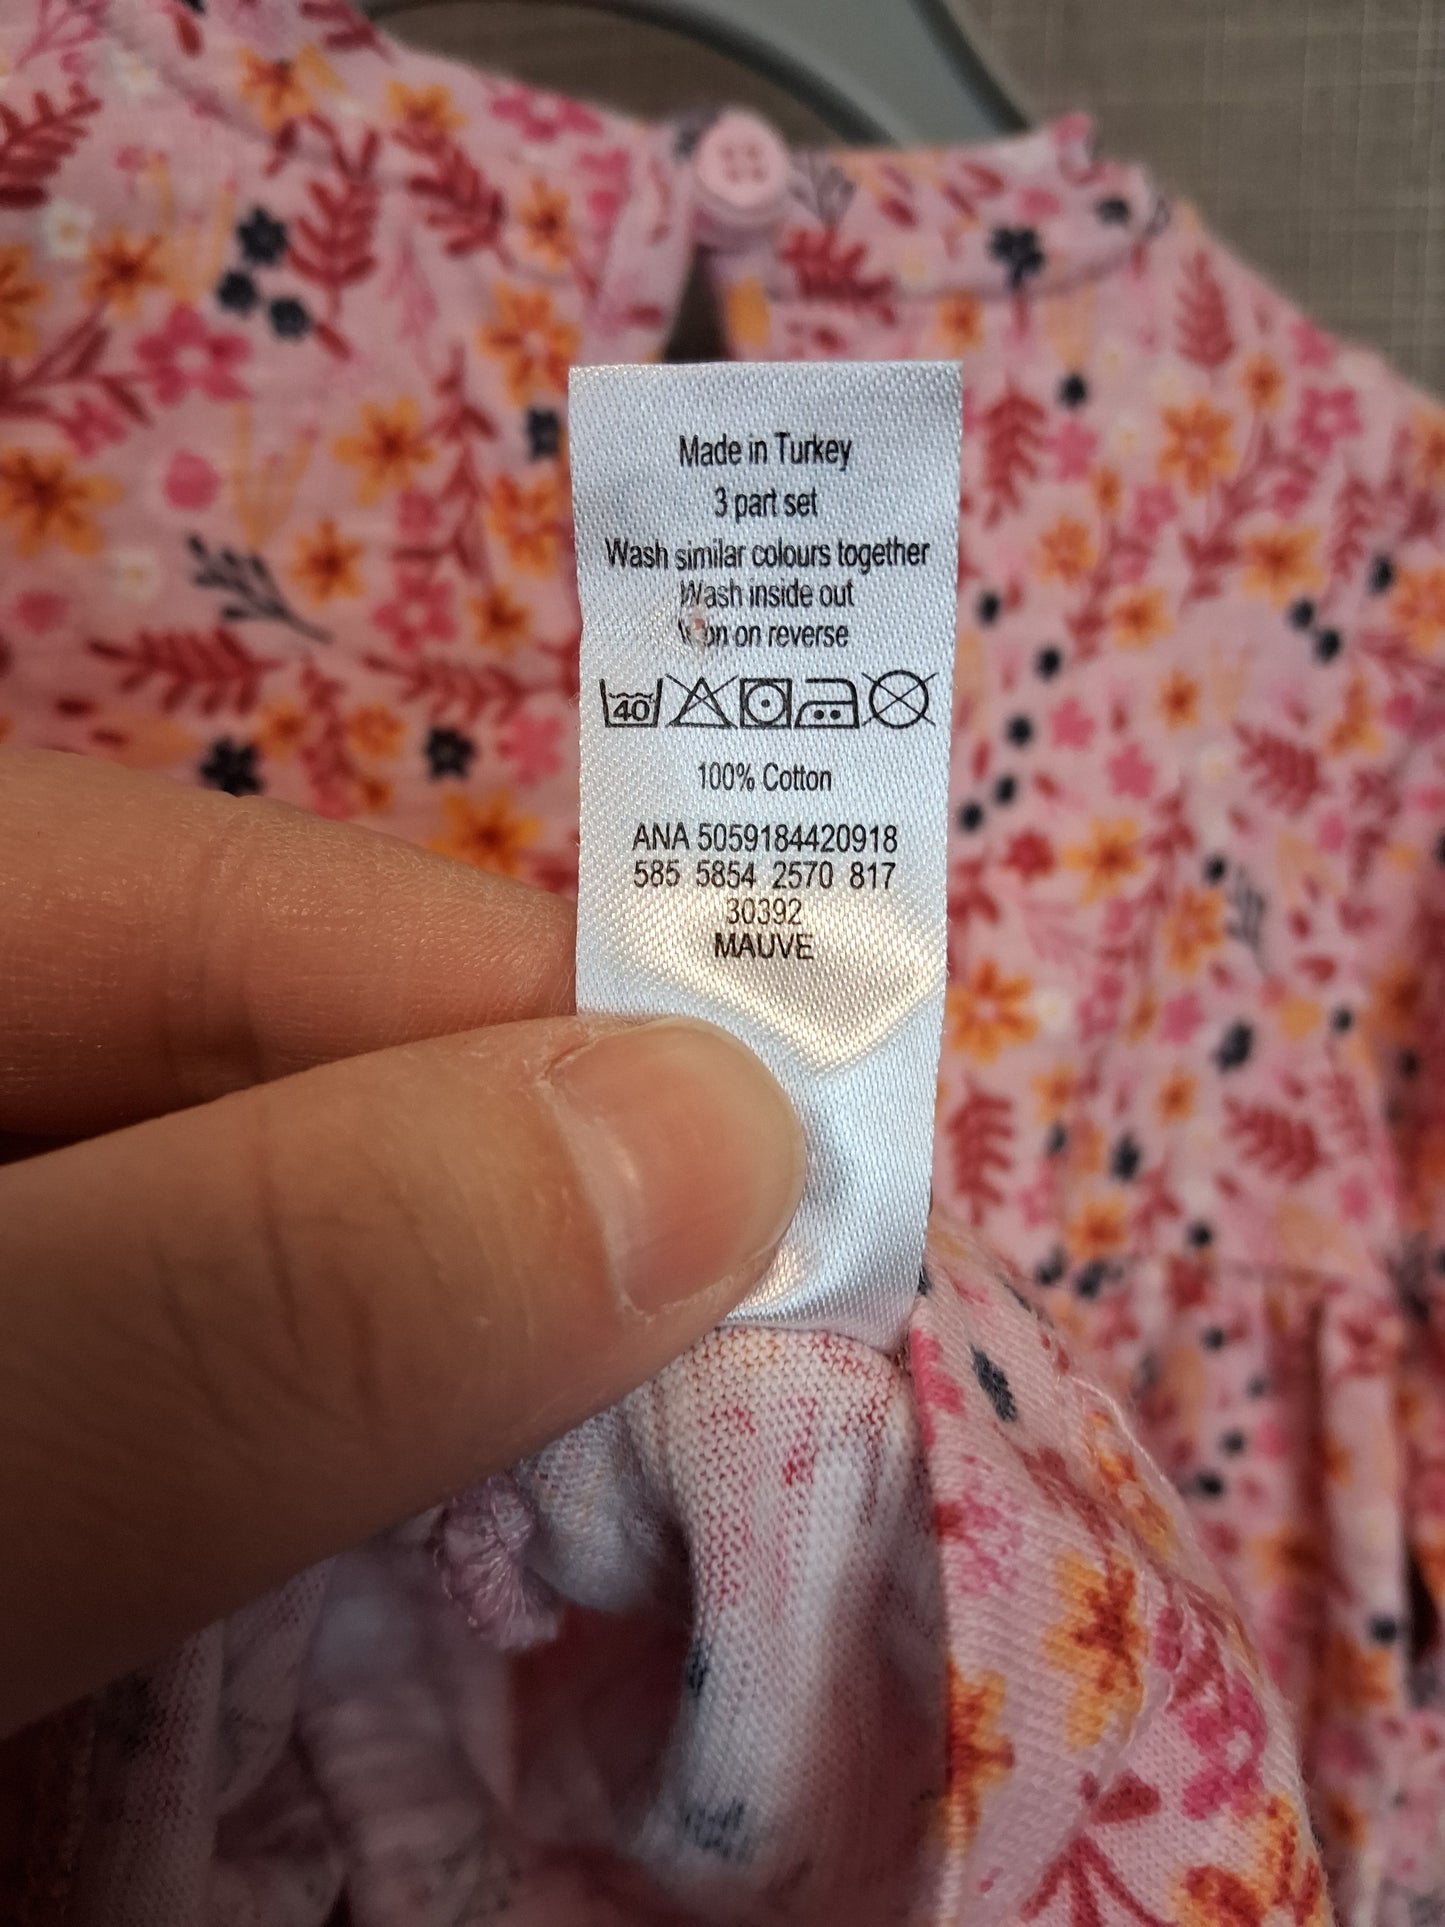 Made in Turkey
3 part set
Wash similar colours together
Wash inside out
on reverse
40
100% Cotton
ANA 5059184420918
585 5854 2570 817
30392
MAUVE